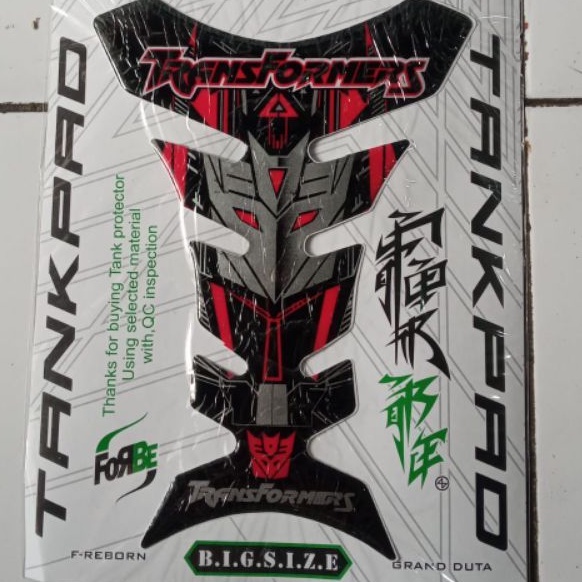 TRANSFORMERS
TANKPAD
TANKPAD
Thanks for buying Tank protector
Using selected material
with,QC inspection
FORBE
TRANSFORMERS
F-REBORN
B.I.G.S.I.Z.E
GRAND DUTA